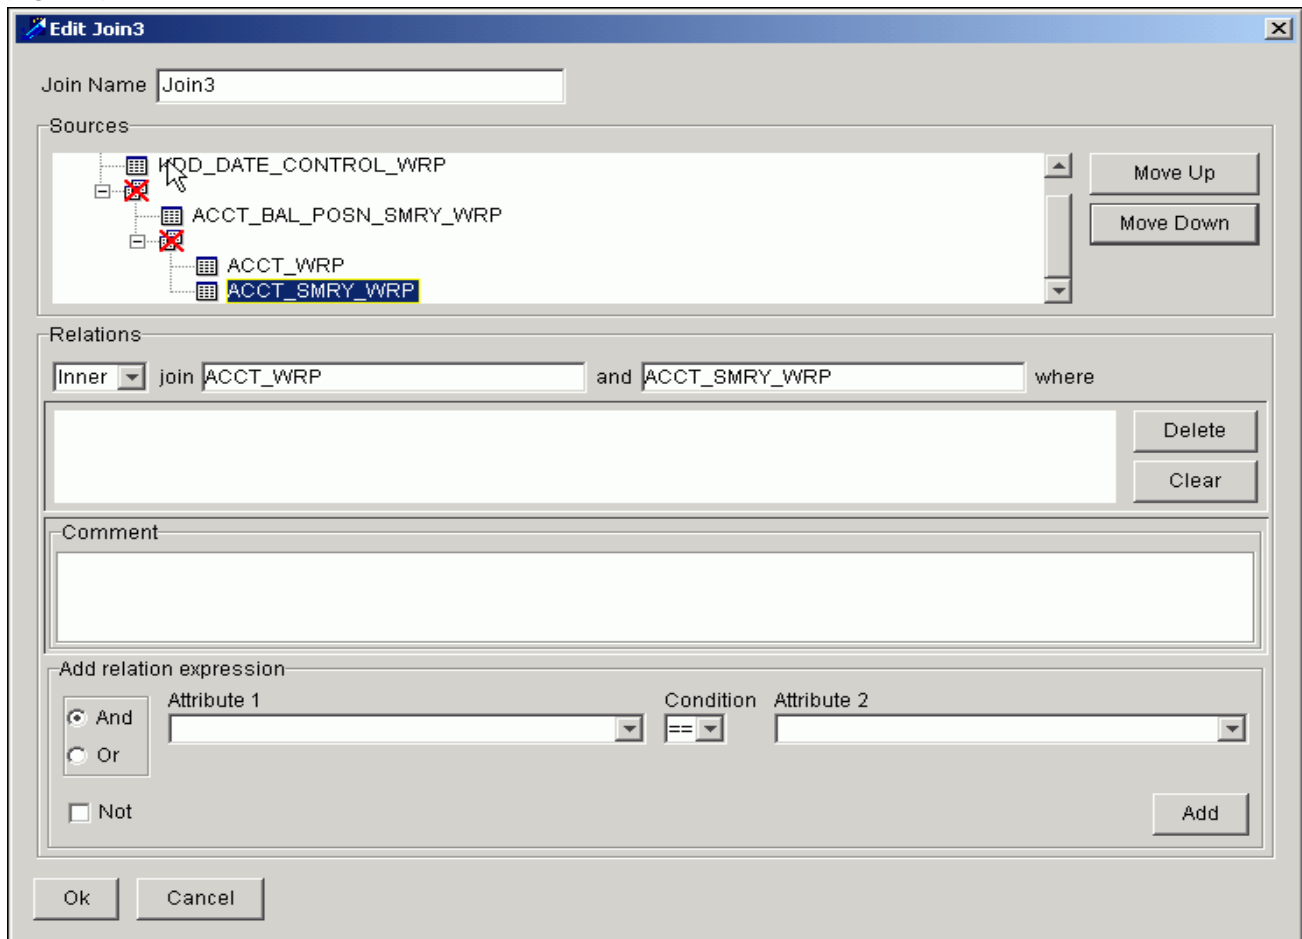 Edit Join3
Join Name Join3
Sources
KDD_DATE_CONTROL_WRP
Move Up
ACCT_BAL_POSN_SMRY_WRP
Move Down
ACCT_WRP
ACCT_SMRY_WRP
Relations
Inner join ACCT_WRP and ACCT_SMRY_WRP where
Delete
Clear
Comment
Add relation expression
Attribute 1 Condition Attribute 2
And
==
Or
Not
Add
Ok Cancel